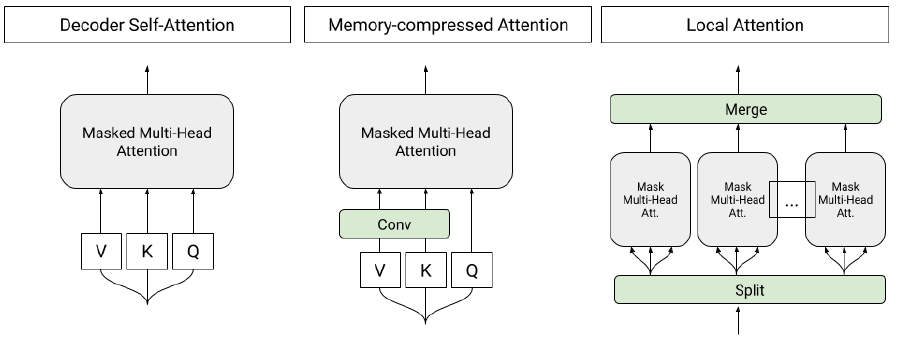 Decoder Self-Attention
Masked Multi-Head
Attention
V K Q
Memory-compressed Attention
Masked Multi-Head
Attention
Conv
V K Q
Local Attention
Merge
Mask
Multi-Head
Att.
Mask
Multi-Head
Att.
...
Mask
Multi-Head
Att.
Split